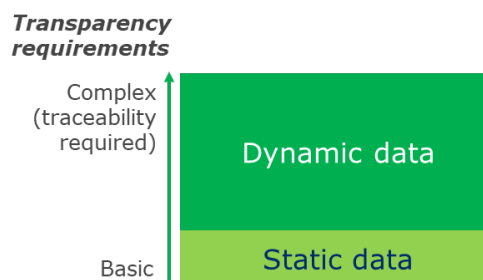 Transparency
requirements
Complex
(traceability
required)
Dynamic data
Static data
Basic